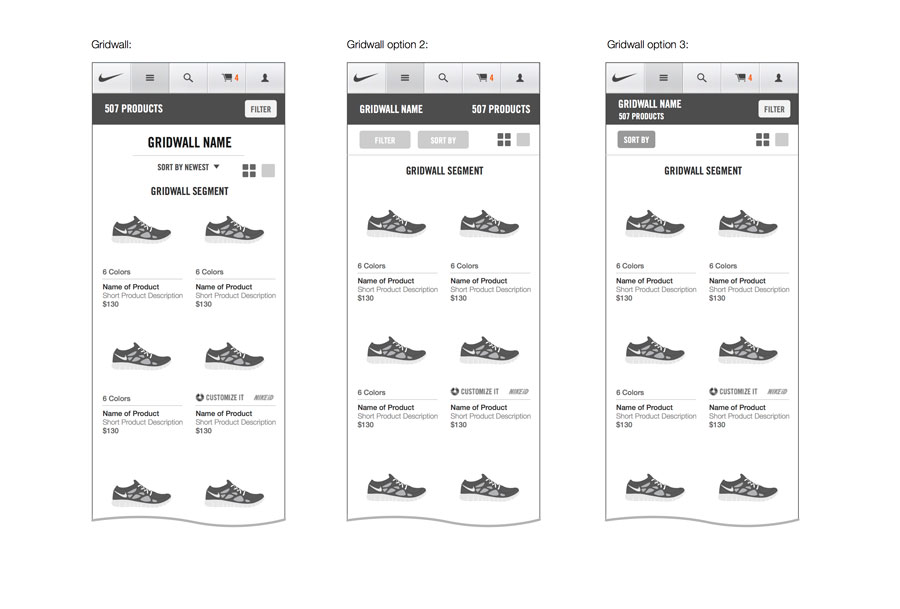 Gridwall:
4
507 PRODUCTS
FILTER
GRIDWALL NAME
SORT BY NEWEST
GRIDWALL SEGMENT
6 Colors
6 Colors
Name of Product
Short Product Description
$130
Name of Product
Short Product Description
$130
6 Colors
CUSTOMIZE IT NIKEiD
Name of Product
Short Product Description
$130
Name of Product
Short Product Description
$130
Gridwall option 2:
4
GRIDWALL NAME
507 PRODUCTS
FILTER
SORT BY
GRIDWALL SEGMENT
6 Colors
6 Colors
Name of Product
Short Product Description
$130
Name of Product
Short Product Description
$130
6 Colors
CUSTOMIZE IT NIKEiD
Name of Product
Short Product Description
$130
Name of Product
Short Product Description
$130
Gridwall option 3:
4
GRIDWALL NAME
507 PRODUCTS
FILTER
SORT BY
GRIDWALL SEGMENT
6 Colors
6 Colors
Name of Product
Short Product Description
$130
Name of Product
Short Product Description
$130
6 Colors
CUSTOMIZE IT NIKEiD
Name of Product
Short Product Description
$130
Name of Product
Short Product Description
$130